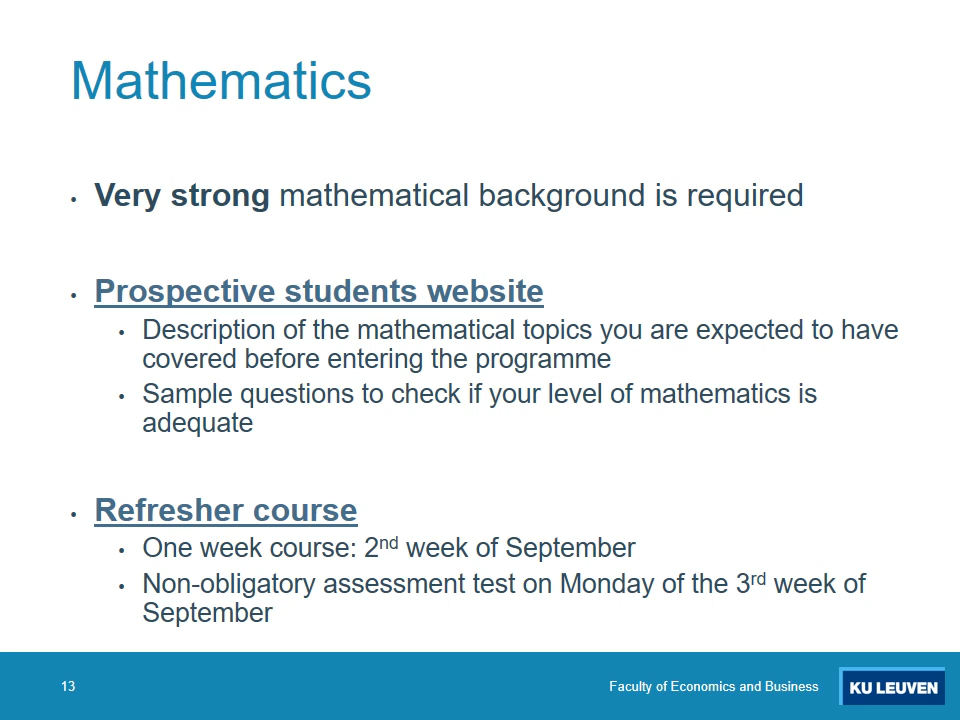 Mathematics
• Very strong mathematical background is required
• Prospective students website
• Description of the mathematical topics you are expected to have
covered before entering the programme
• Sample questions to check if your level of mathematics is
adequate
• Refresher course
• One week course: 2nd week of September
• Non-obligatory assessment test on Monday of the 3rd week of
September
13
Faculty of Economics and Business
KU LEUVEN